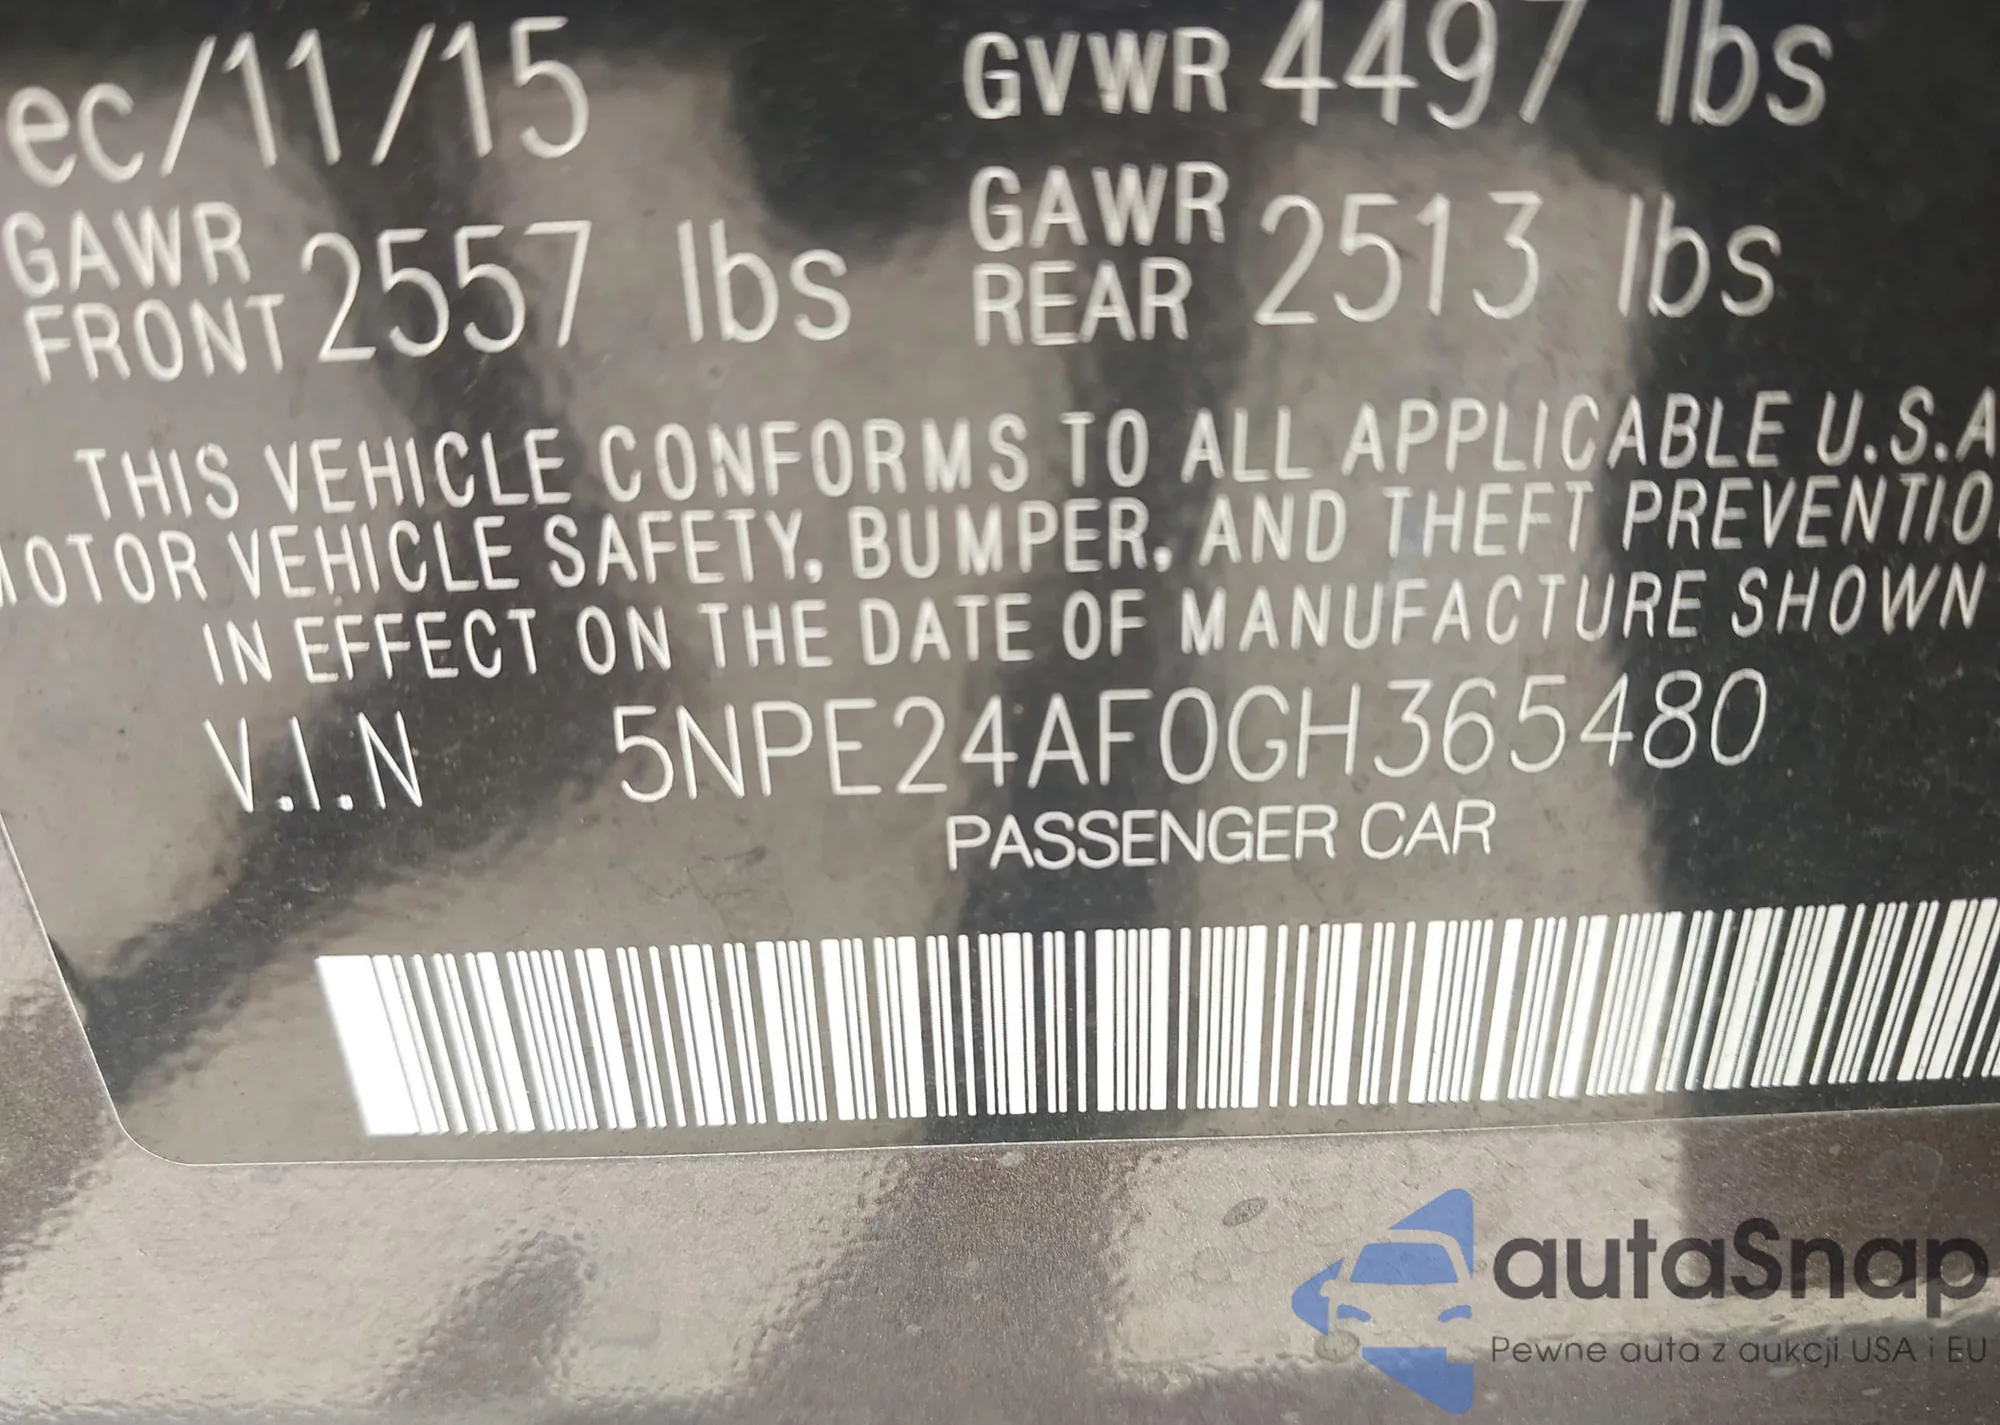 ec/11/15 GVWR 4497 lbs
GAWR FRONT 2557 lbs GAWR REAR 2513 lbs
THIS VEHICLE CONFORMS TO ALL APPLICABLE U.S.A
MOTOR VEHICLE SAFETY, BUMPER, AND THEFT PREVENTIO
IN EFFECT ON THE DATE OF MANUFACTURE SHOWN
V.I.N 5NPE24AF0GH365480
PASSENGER CAR
autaSnap
Pewne auta z aukcji USA i EU